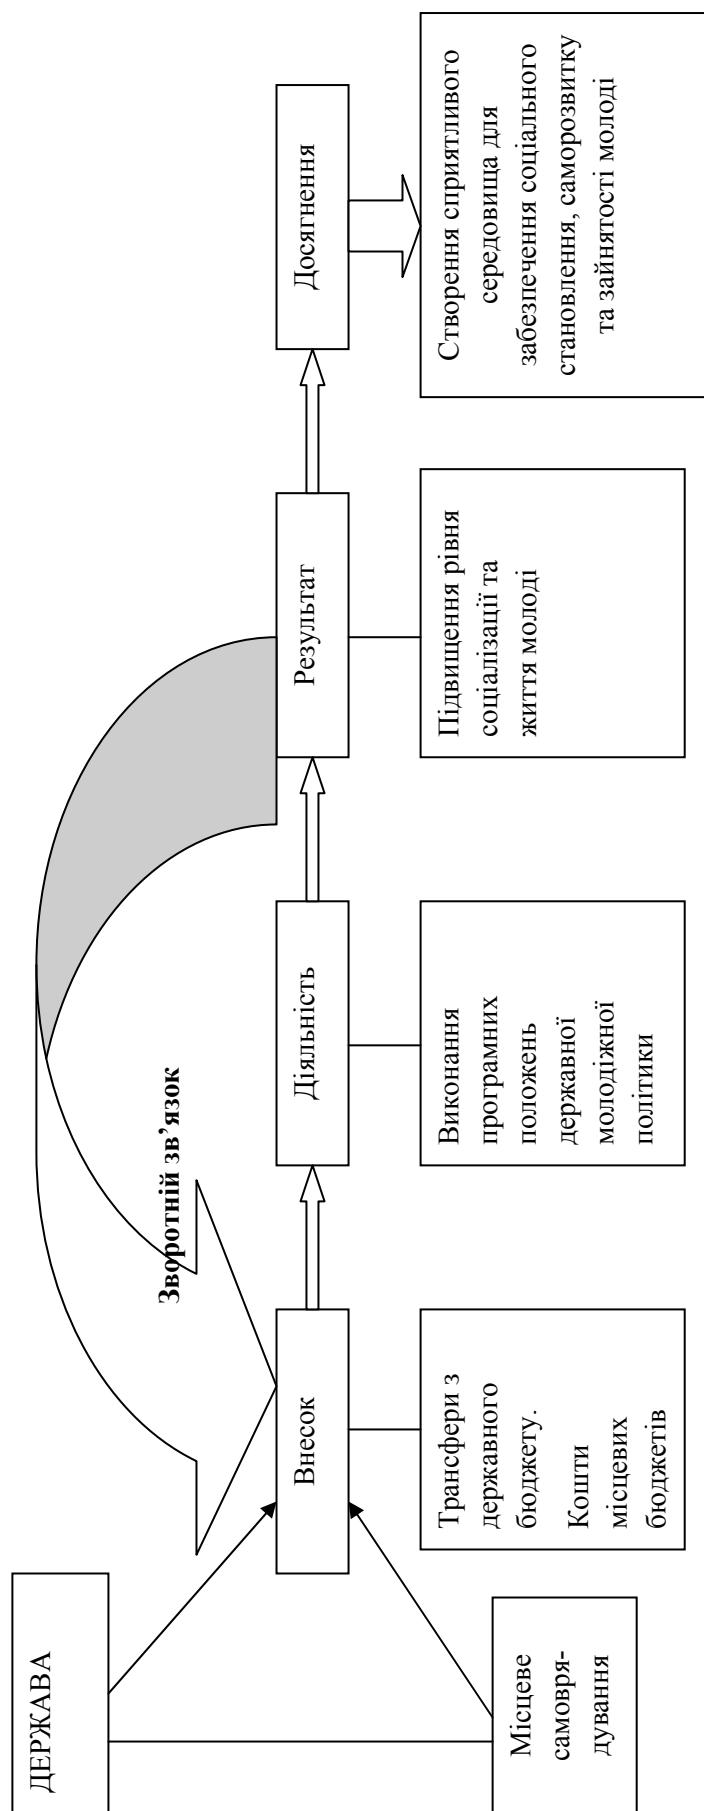 ДЕРЖАВА
Зворотній зв’язок
Внесок
Діяльність
Результат
Досягнення
Місцеве
самовря-
дування
Трансфери з
державного
бюджету.
Кошти
місцевих
бюджетів
Виконання
програмних
положень
державної
молодіжної
політики
Підвищення рівня
соціалізації та
життя молоді
Створення сприятливого
середовища для
забезпечення соціального
становлення, саморозвитку
та зайнятості молоді